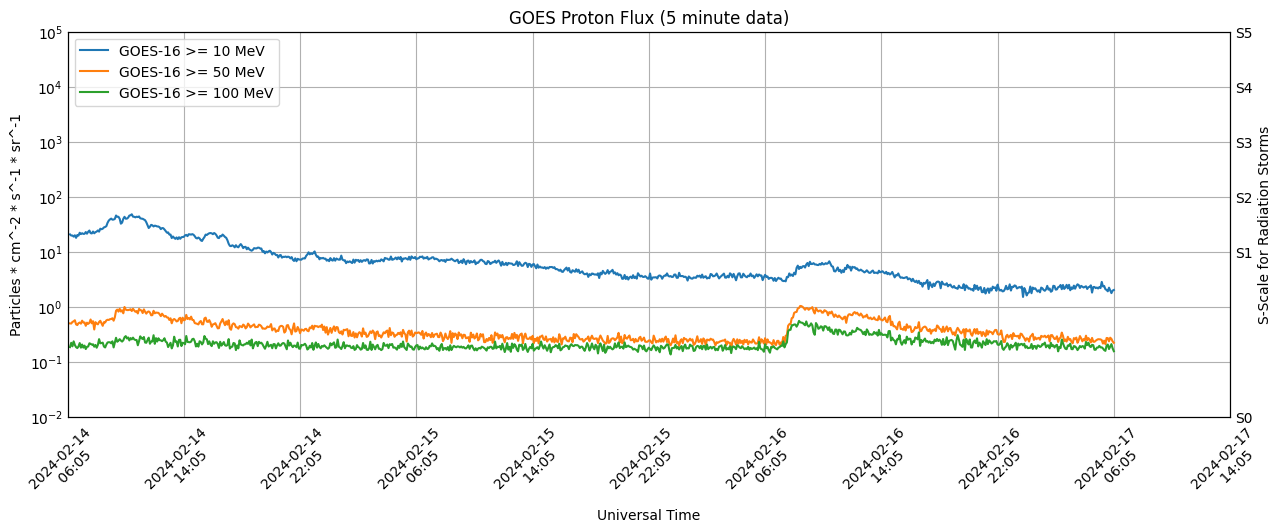 GOES Proton Flux (5 minute data)
GOES-16 >= 10 MeV
GOES-16 >= 50 MeV
GOES-16 >= 100 MeV
Particles * cm^-2 * s^-1 * sr^-1
10^5
10^4
10^3
10^2
10^1
10^0
10^-1
10^-2
S5
S4
S3
S2
S1
S0
S-Scale for Radiation Storms
2024-02-14
06:05
2024-02-14
14:05
2024-02-14
22:05
2024-02-15
06:05
2024-02-15
14:05
2024-02-15
22:05
2024-02-16
06:05
2024-02-16
14:05
2024-02-16
22:05
2024-02-17
06:05
2024-02-17
14:05
Universal Time